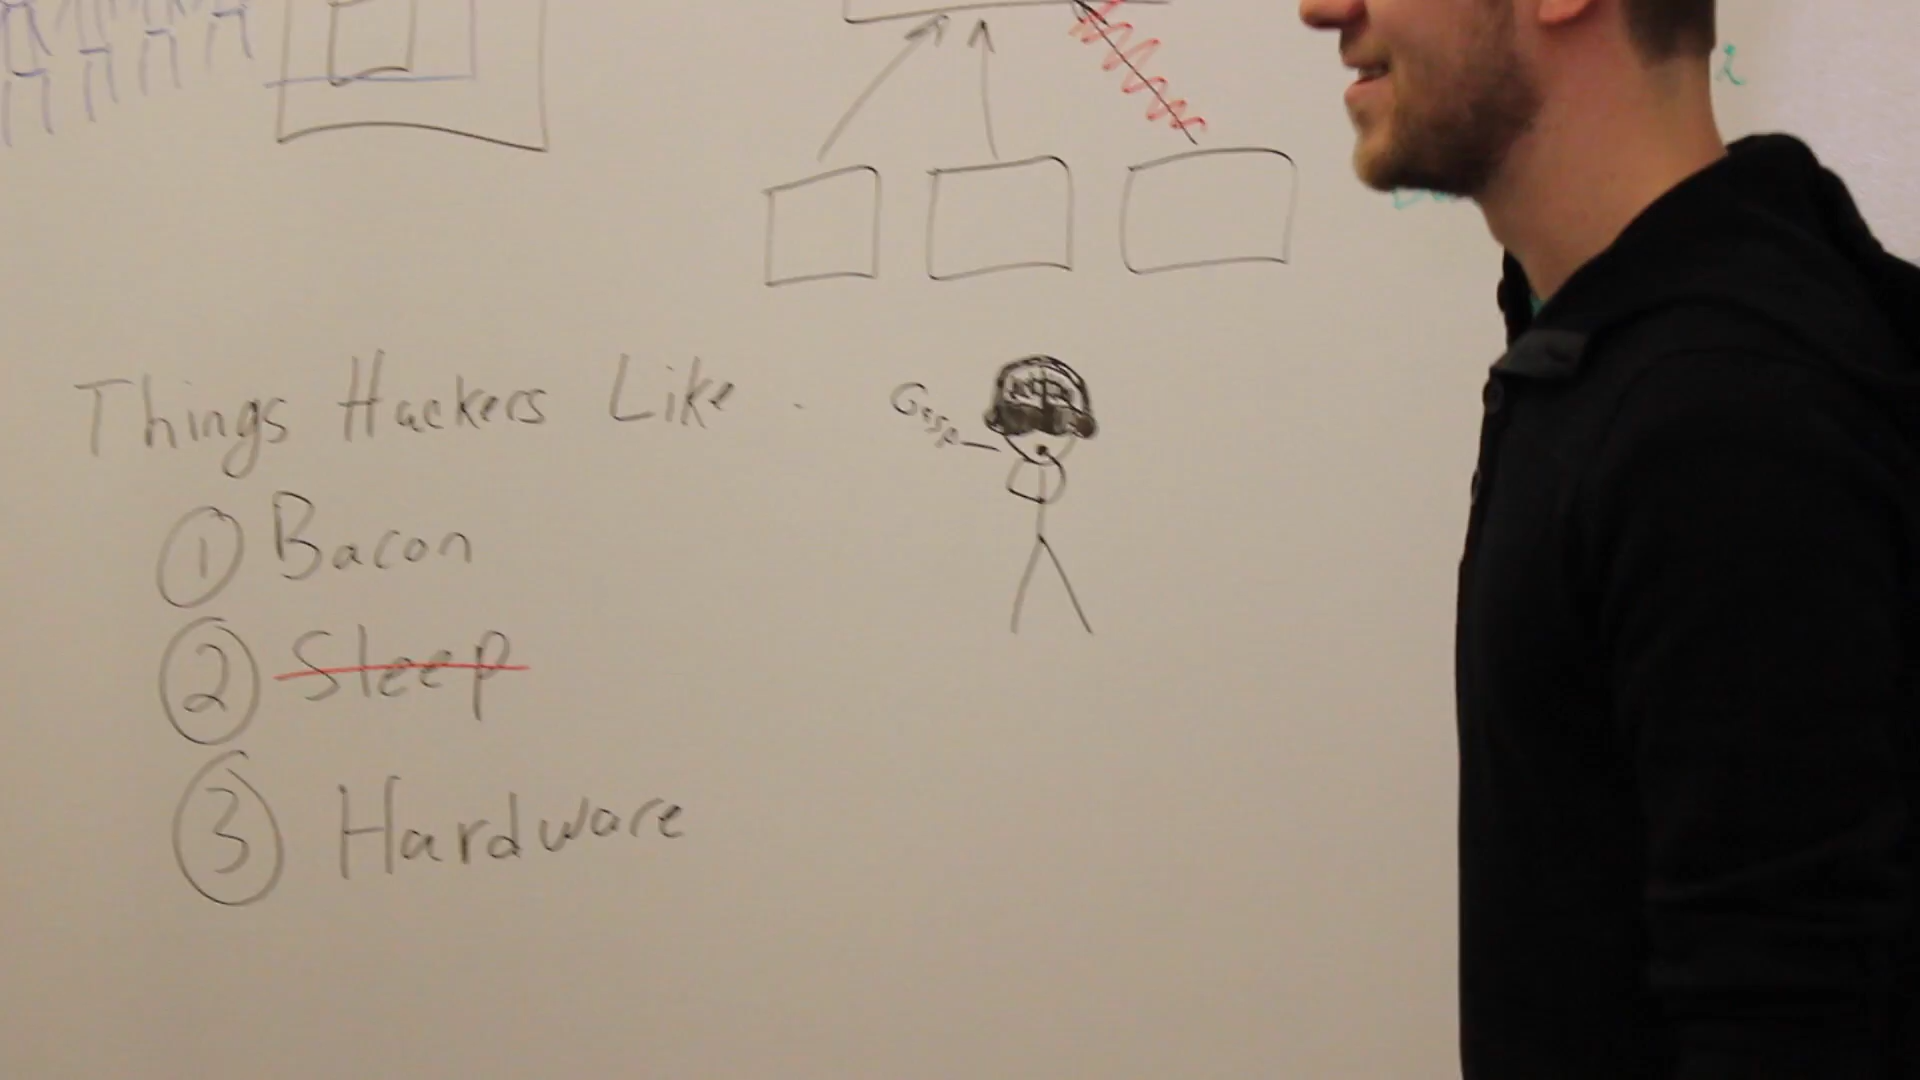 Things Hackers Like
① Bacon
② Sleep
③ Hardware